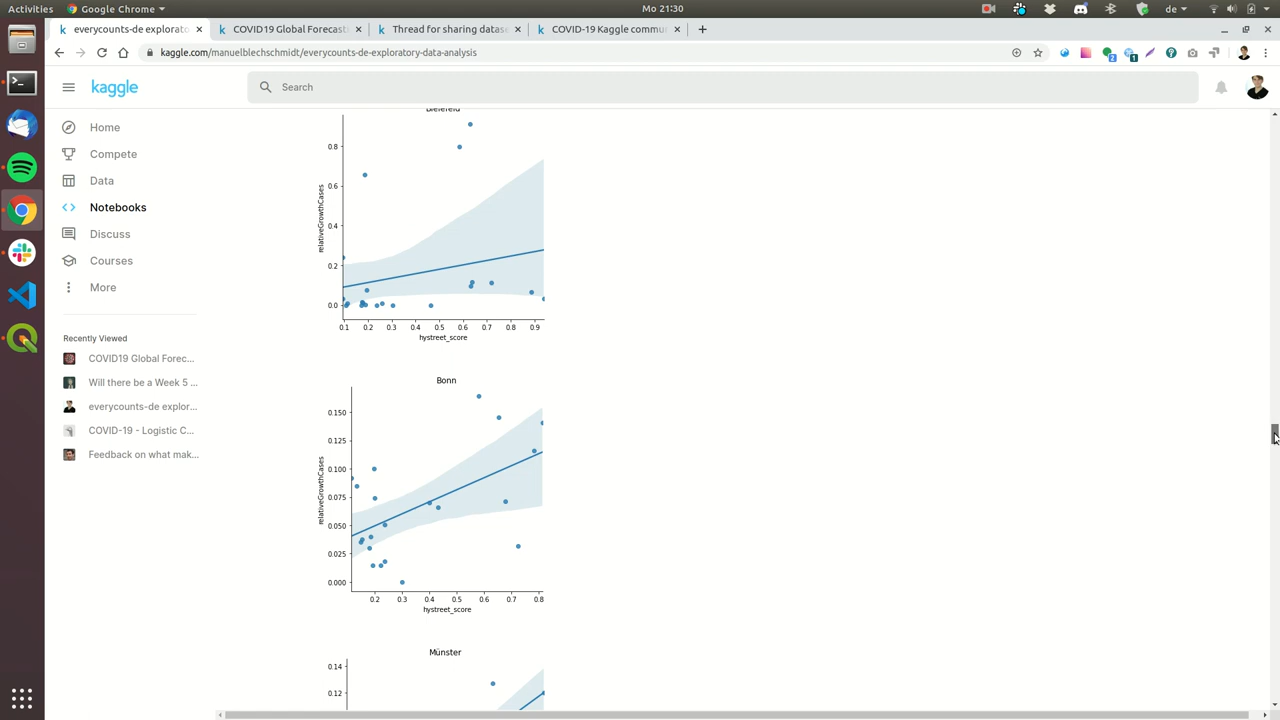 Activities
Google Chrome
Mo 21:30
de
everycounts-de explorato
COVID19 Global Forecast
Thread for sharing datase
COVID-19 Kaggle commu
kaggle.com/manuelblechschmidt/everycounts-de-exploratory-data-analysis
2
1
kaggle
Search
Home
Compete
Data
Notebooks
Discuss
Courses
More
Recently Viewed
COVID19 Global Forec...
Will there be a Week 5 ...
everycounts-de explor...
COVID-19 - Logistic C...
Feedback on what mak...
Bielefeld
relativeGrowthCases
0.8
0.6
0.4
0.2
0.0
0.1 0.2 0.3 0.4 0.5 0.6 0.7 0.8 0.9
hystreet_score
Bonn
relativeGrowthCases
0.150
0.125
0.100
0.075
0.050
0.025
0.000
0.2 0.3 0.4 0.5 0.6 0.7 0.8
hystreet_score
Münster
0.14
0.12